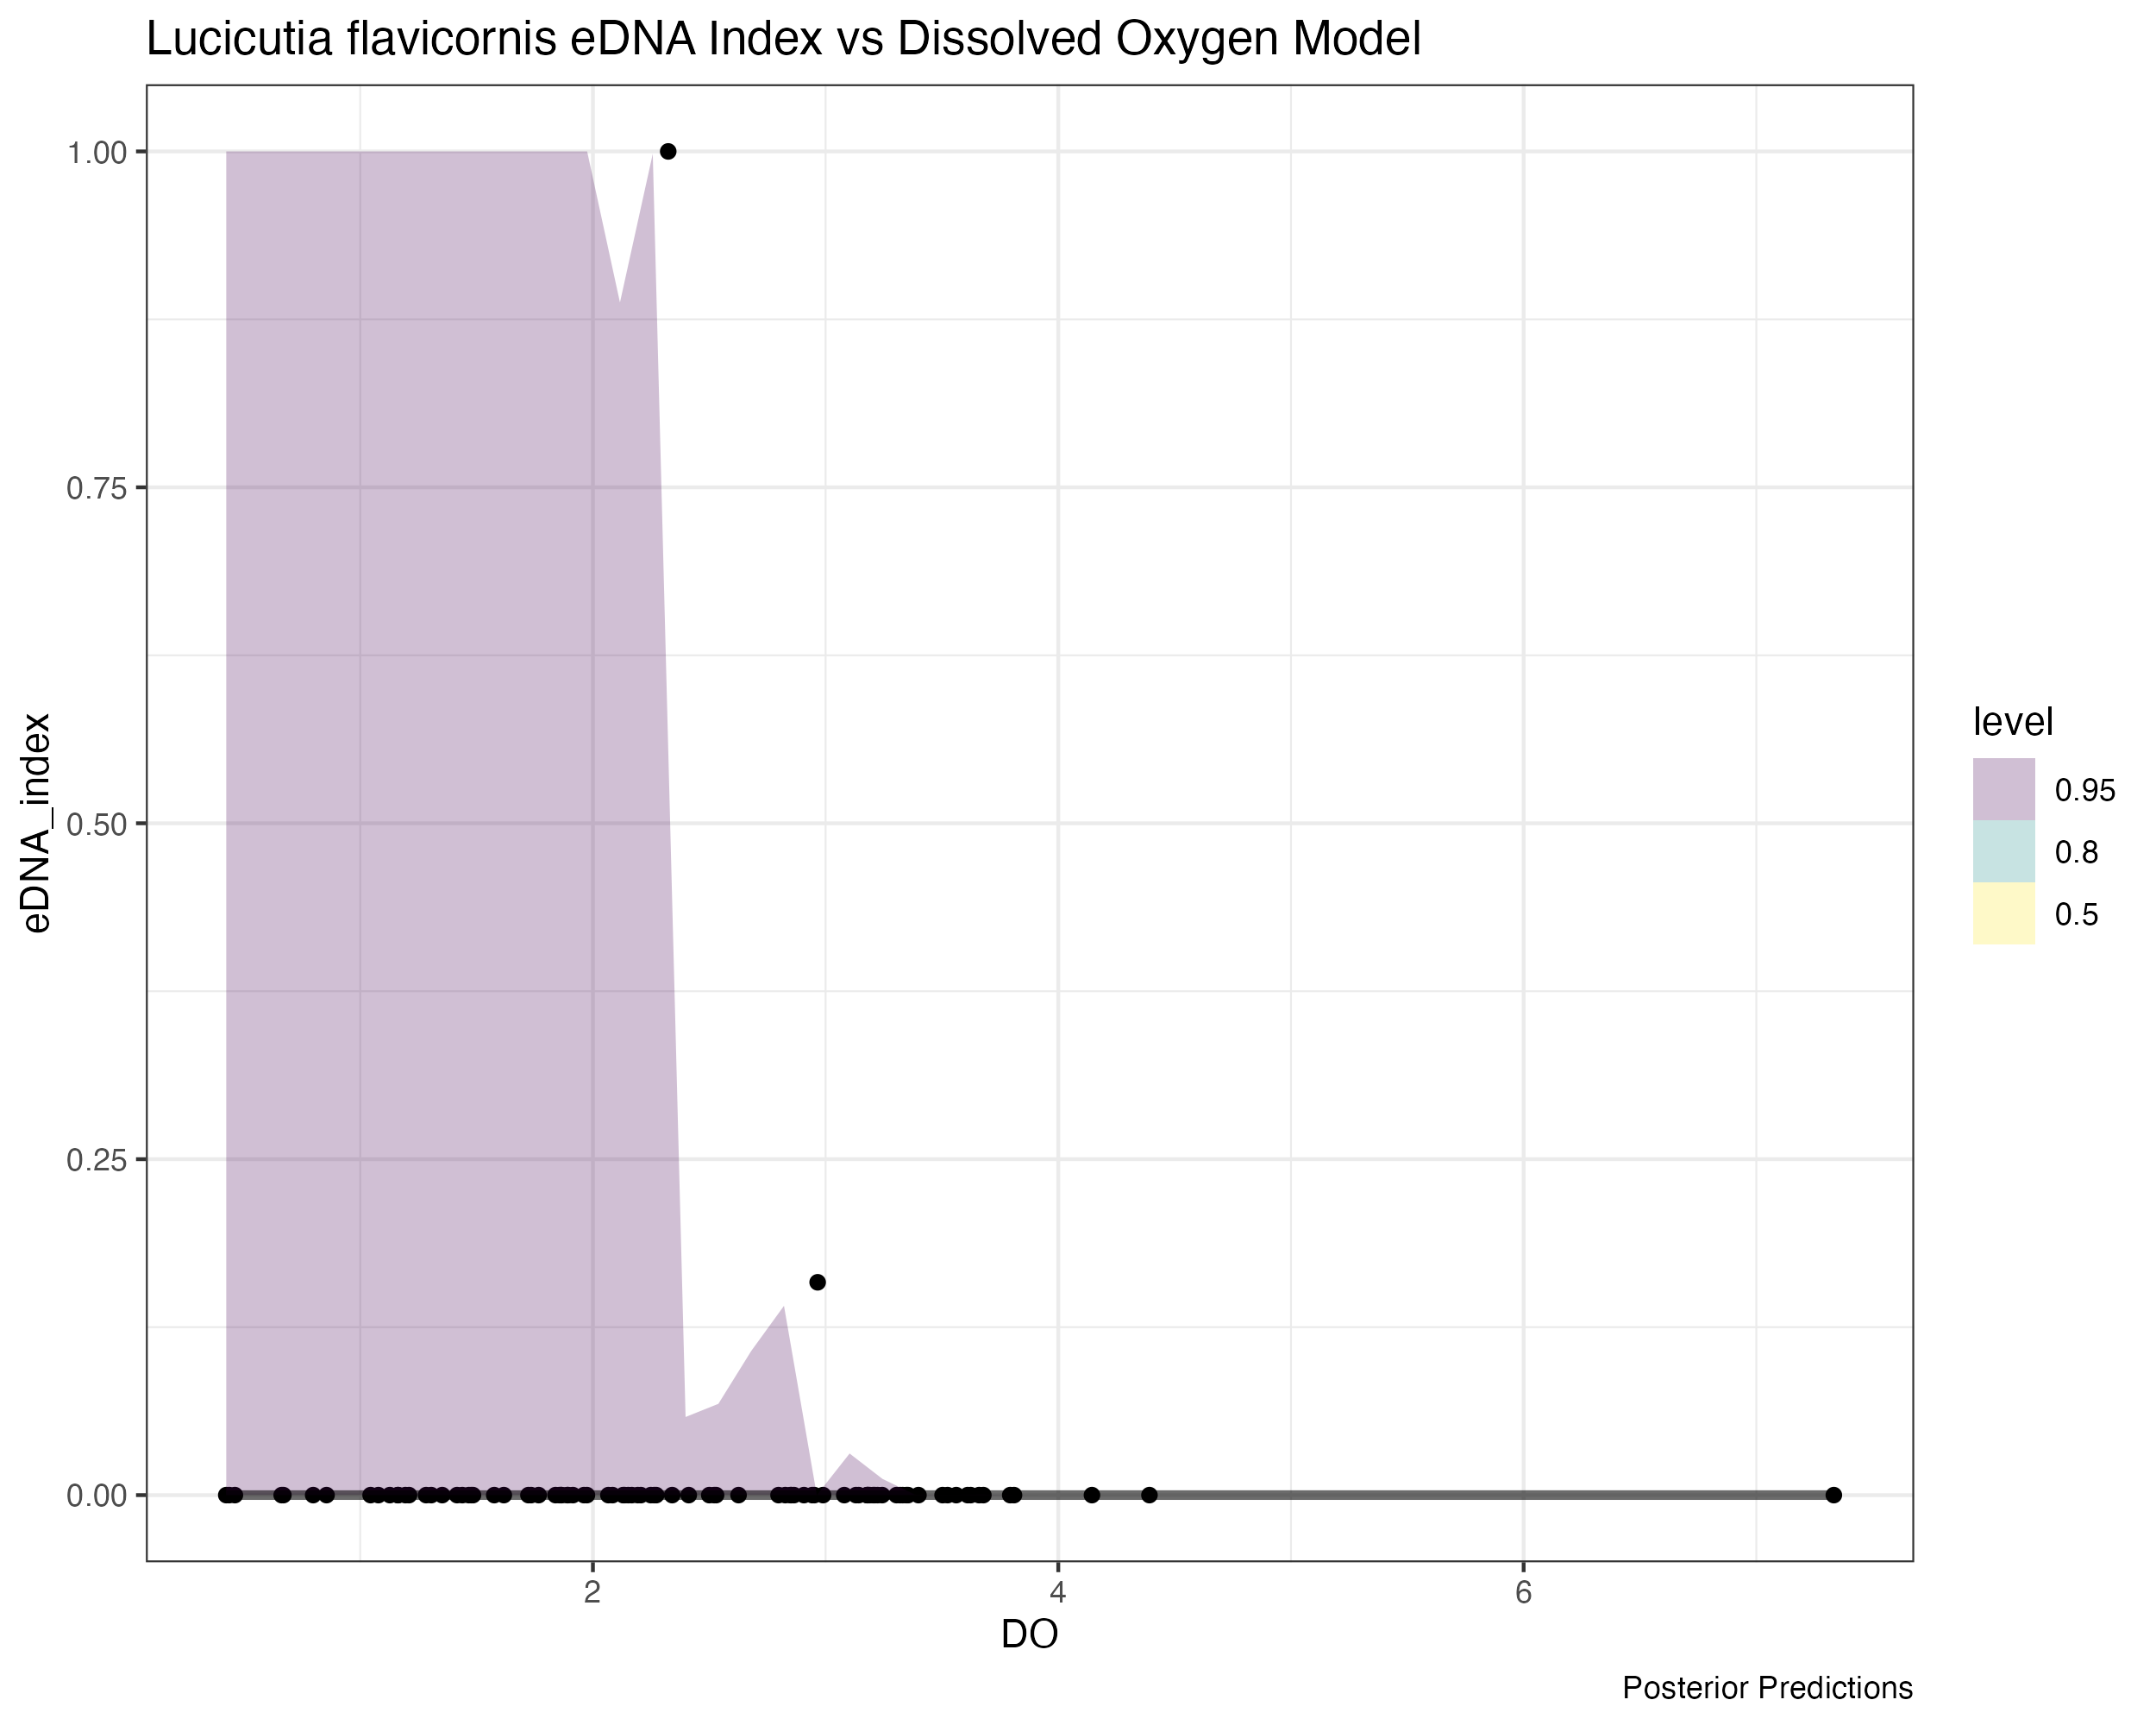 Lucicutia flavicornis eDNA Index vs Dissolved Oxygen Model
1.00
0.75
0.50
0.25
0.00
eDNA_index
2
4
6
DO
level
0.95
0.8
0.5
Posterior Predictions